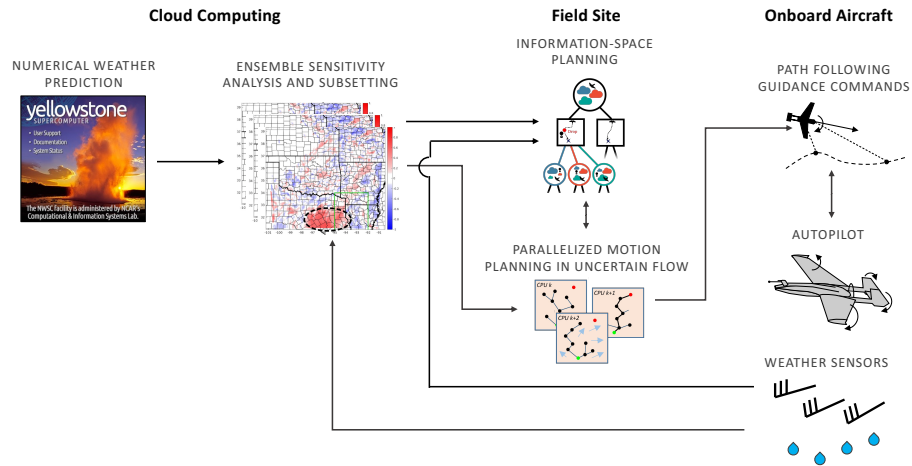 Cloud Computing
Field Site
Onboard Aircraft
NUMERICAL WEATHER
PREDICTION
yellowstone
SUPERCOMPUTER
• User Support
• Documentation
• System Status
The NWSC facility is administered by NCAR's
Computational & Information Systems Lab.
ENSEMBLE SENSITIVITY
ANALYSIS AND SUBSETTING
INFORMATION-SPACE
PLANNING
PARALLELIZED MOTION
PLANNING IN UNCERTAIN FLOW
CPU k
CPU k+1
CPU k+2
PATH FOLLOWING
GUIDANCE COMMANDS
AUTOPILOT
WEATHER SENSORS